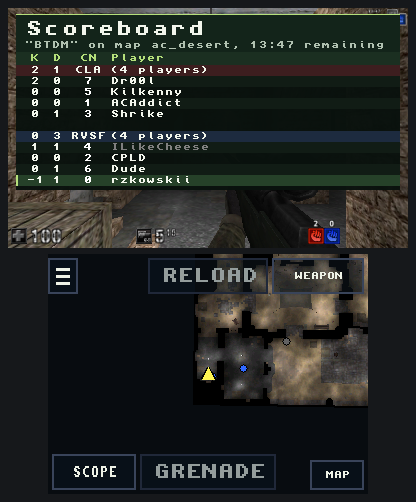 Scoreboard
"BTDM" on map ac_desert, 13:47 remaining
K D CN Player
2 1 CLA (4 players)
2 0 7 Dr00l
0 0 5 Kilkenny
0 0 1 ACAddict
0 1 3 Shrike
0 3 RVSF (4 players)
1 1 4 ILikeCheese
0 0 2 CPLD
0 1 6 Dude
-1 1 0 rzkowskii
2 0
100
RELOAD
WEAPON
SCOPE
GRENADE
MAP